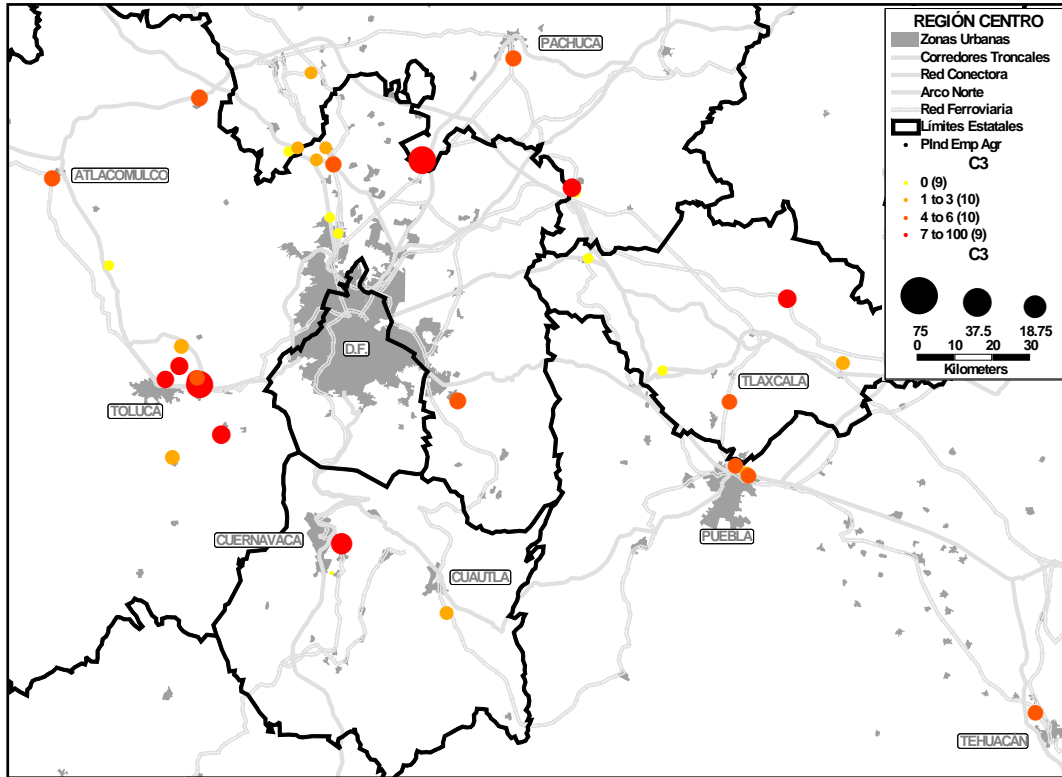 PACHUCA
ATLACOMULCO
D.F.
TOLUCA
TLAXCALA
CUERNAVACA
CUAUTLA
PUEBLA
TEHUACÁN
REGIÓN CENTRO
Zonas Urbanas
Corredores Troncales
Red Conectora
Arco Norte
Red Ferroviaria
Límites Estatales
Plnd Emp Agr
C3
0 (9)
1 to 3 (10)
4 to 6 (10)
7 to 100 (9)
C3
75 37.5 18.75
0 10 20 30
Kilometers